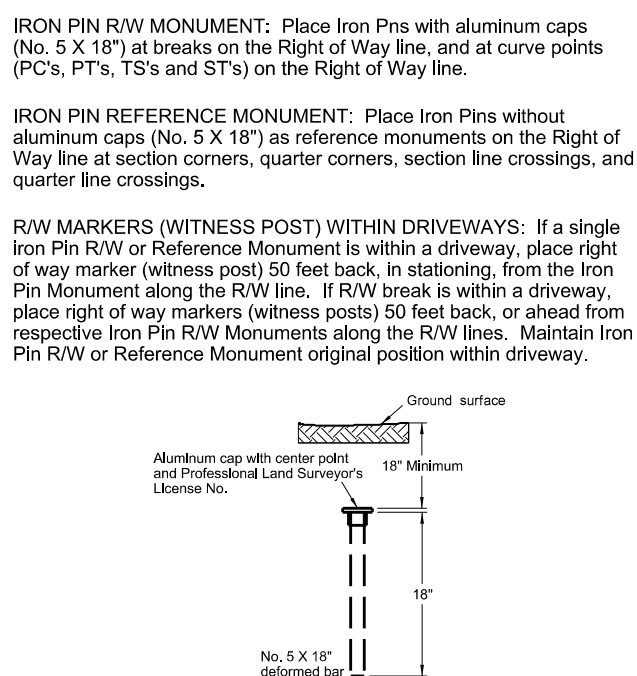 IRON PIN R/W MONUMENT: Place Iron Pns with aluminum caps
(No. 5 X 18") at breaks on the Right of Way line, and at curve points
(PC's, PT's, TS's and ST's) on the Right of Way line.
IRON PIN REFERENCE MONUMENT: Place Iron Pins without
aluminum caps (No. 5 X 18") as reference monuments on the Right of
Way line at section corners, quarter corners, section line crossings, and
quarter line crossings.
R/W MARKERS (WITNESS POST) WITHIN DRIVEWAYS: If a single
iron Pin R/W or Reference Monument is within a driveway, place right
of way marker (witness post) 50 feet back, in stationing, from the Iron
Pin Monument along the R/W line. If R/W break is within a driveway,
place right of way markers (witness posts) 50 feet back, or ahead from
respective Iron Pin R/W Monuments along the R/W lines. Maintain Iron
Pin R/W or Reference Monument original position within driveway.
Ground surface
Aluminum cap with center point
and Professional Land Surveyor's
License No.
18" Minimum
18"
No. 5 X 18"
deformed bar